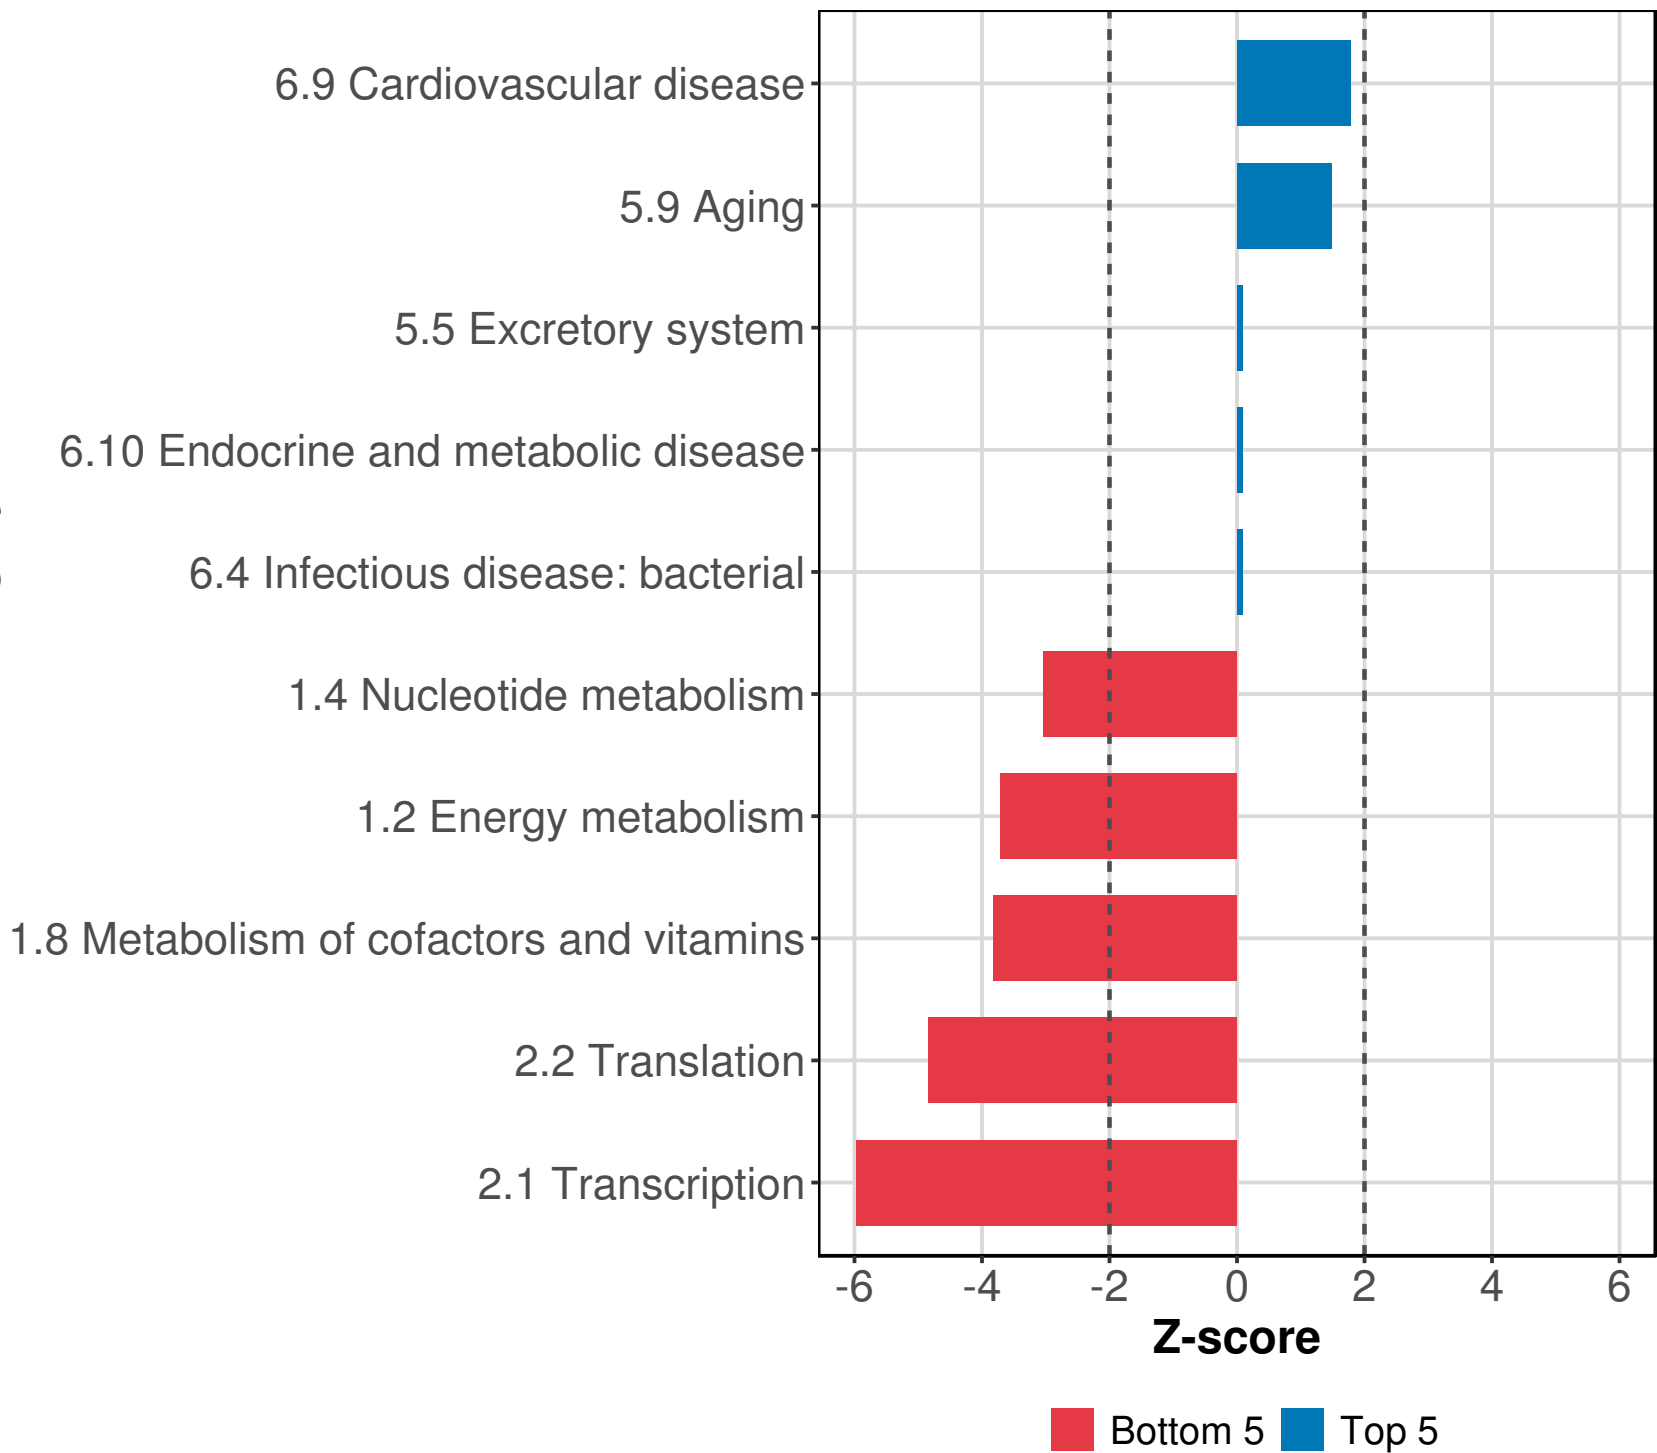 6.9 Cardiovascular disease
5.9 Aging
5.5 Excretory system
6.10 Endocrine and metabolic disease
6.4 Infectious disease: bacterial
1.4 Nucleotide metabolism
1.2 Energy metabolism
1.8 Metabolism of cofactors and vitamins
2.2 Translation
2.1 Transcription
-6 -4 -2 0 2 4 6
Z-score
Bottom 5 Top 5